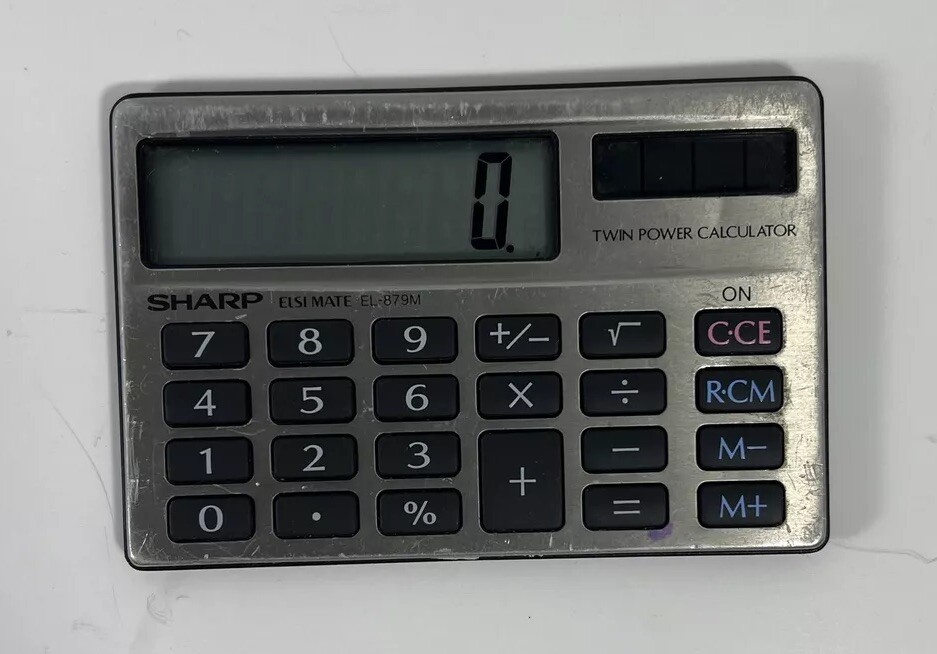 0.
TWIN POWER CALCULATOR
SHARP ELSI MATE EL-879M
ON
7 8 9 +/− √ C·CE
4 5 6 × ÷ R·CM
1 2 3 + − M−
0 · % = M+